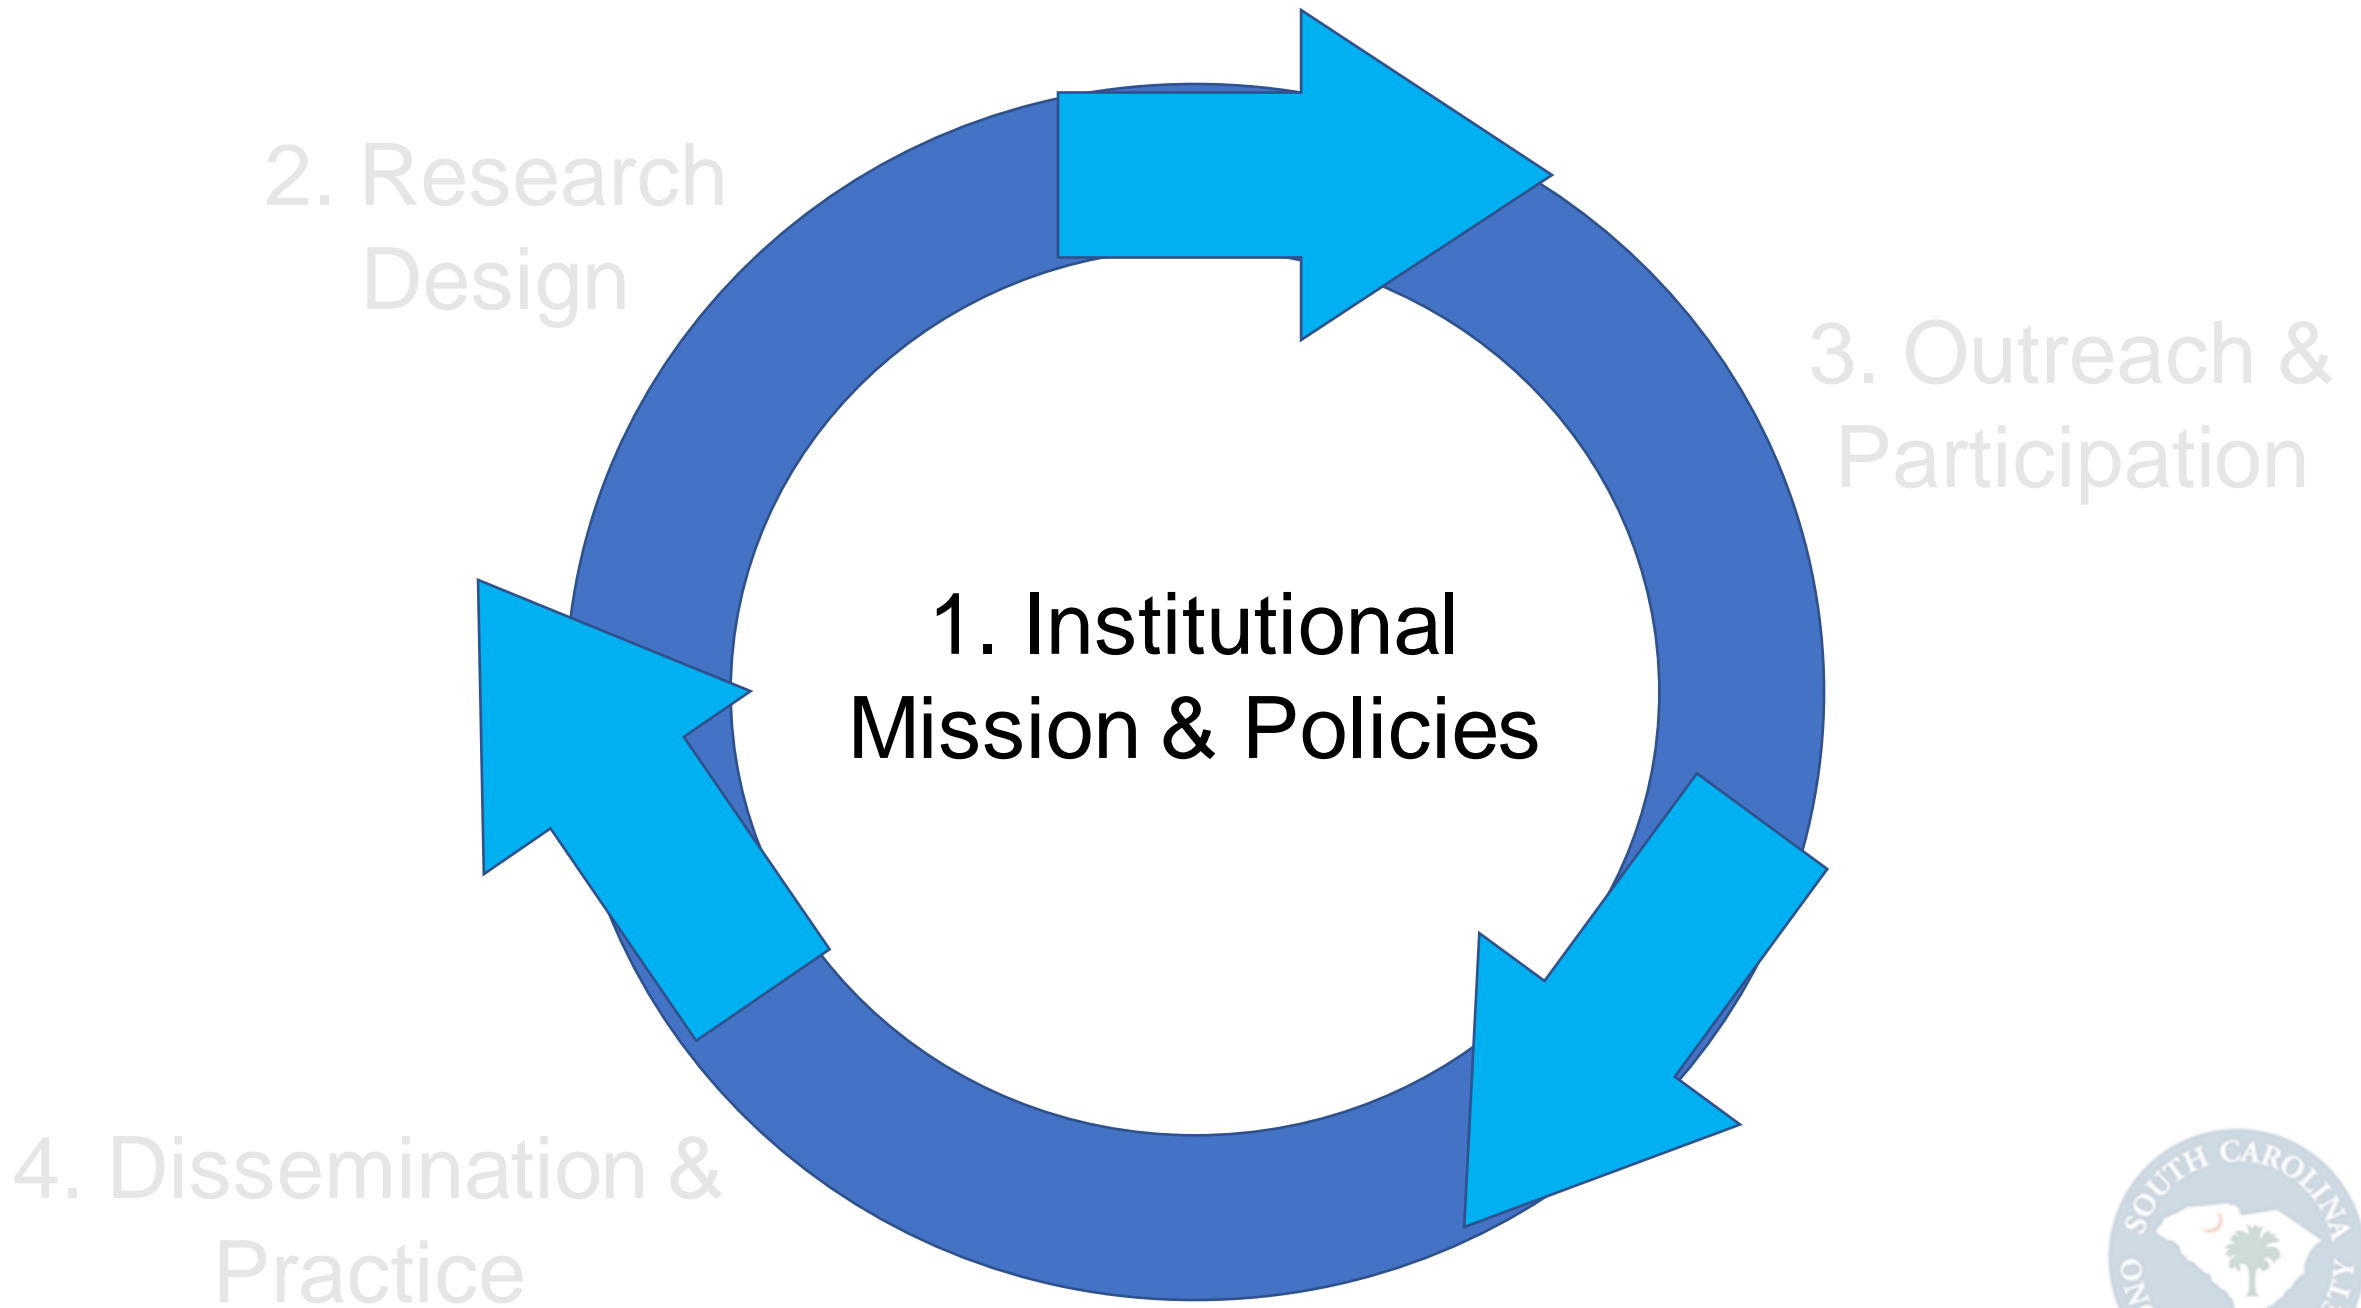 2. Research
Design
3. Outreach &
Participation
1. Institutional
Mission & Policies
4. Dissemination &
Practice
SOUTH CAROLINA